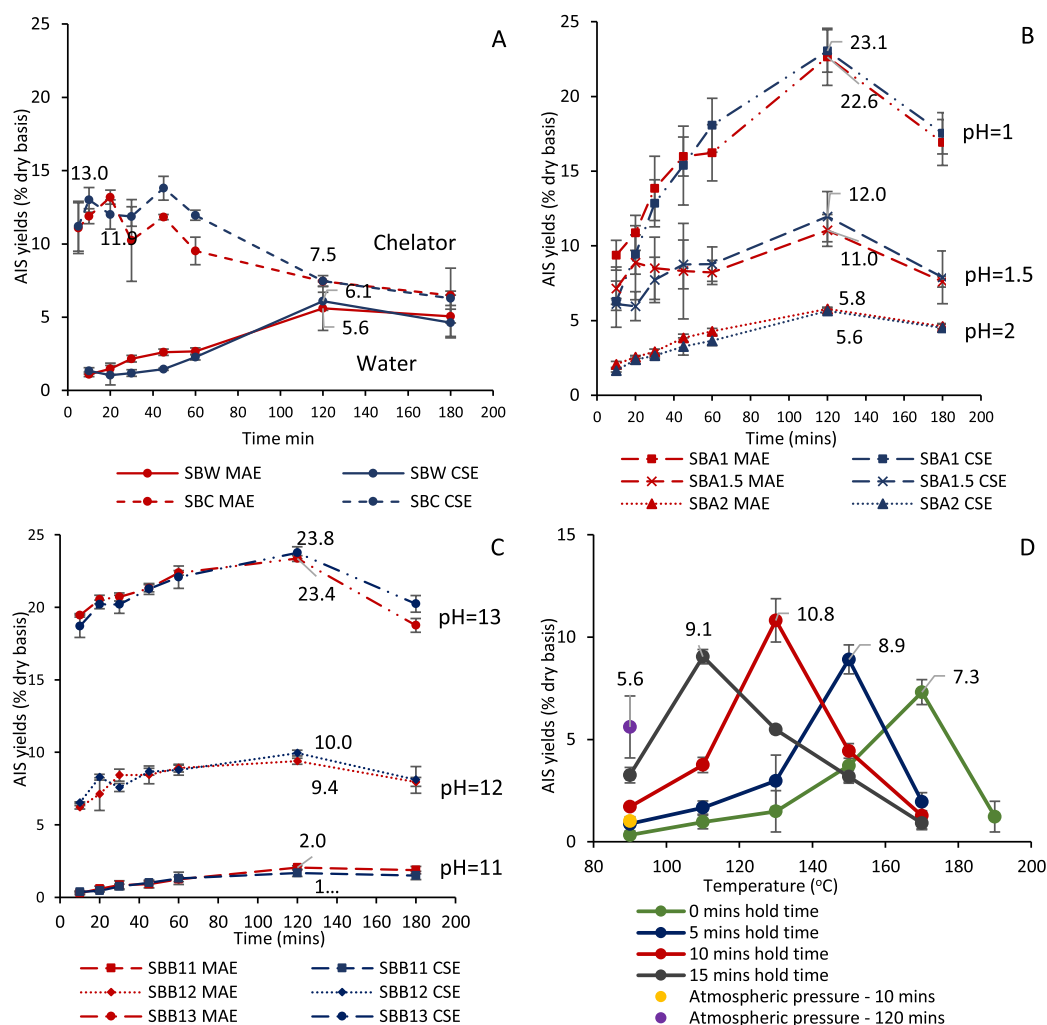 A
AIS yields (% dry basis)
25
20
15
10
5
0
13.0
11.9
7.5
6.1
5.6
Chelator
Water
0 20 40 60 80 100 120 140 160 180 200
Time min
SBW MAE SBW CSE
SBC MAE SBC CSE
B
AIS yields (% dry basis)
25
20
15
10
5
0
23.1
22.6
pH=1
12.0
11.0
pH=1.5
5.8
5.6
pH=2
0 20 40 60 80 100 120 140 160 180 200
Time (mins)
SBA1 MAE SBA1 CSE
SBA1.5 MAE SBA1.5 CSE
SBA2 MAE SBA2 CSE
C
AIS yields (% dry basis)
25
20
15
10
5
0
23.8
23.4
pH=13
10.0
9.4
pH=12
2.0
1...
pH=11
0 20 40 60 80 100 120 140 160 180 200
Time (mins)
SBB11 MAE SBB11 CSE
SBB12 MAE SBB12 CSE
SBB13 MAE SBB13 CSE
D
AIS yields (% dry basis)
15
10
5
0
5.6
9.1
10.8
8.9
7.3
80 100 120 140 160 180 200
Temperature (°C)
0 mins hold time
5 mins hold time
10 mins hold time
15 mins hold time
Atmospheric pressure - 10 mins
Atmospheric pressure - 120 mins